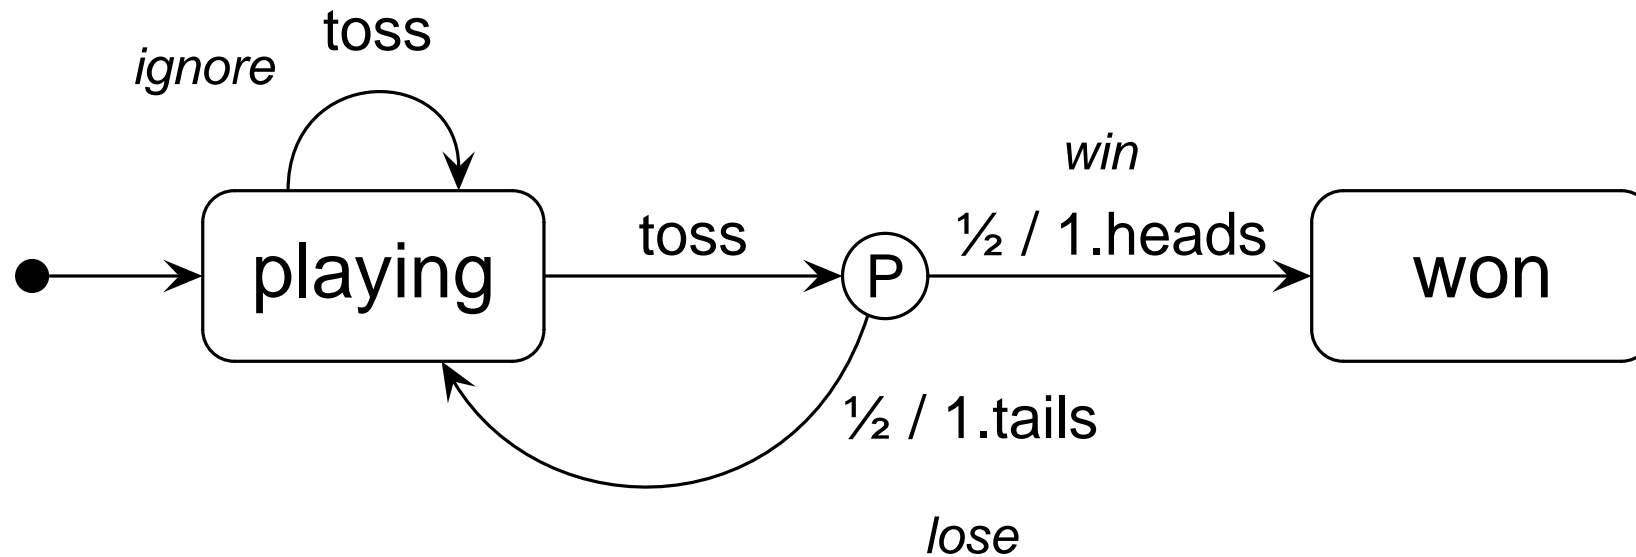 toss
ignore
win
toss
½ / 1.heads
playing
P
won
½ / 1.tails
lose